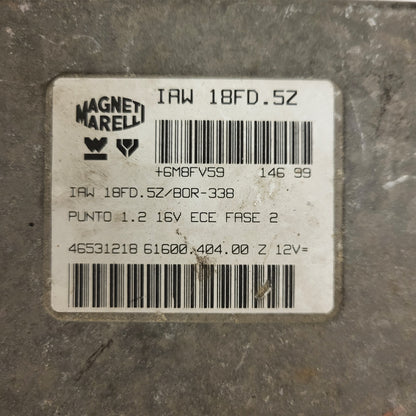 IAW 18FD.5Z
MAGNETI
MARELLI
+6M8FV59 146 99
IAW 18FD.5Z/BOR-338
PUNTO 1.2 16V ECE FASE 2
46531218 61600.404.00 Z 12V=